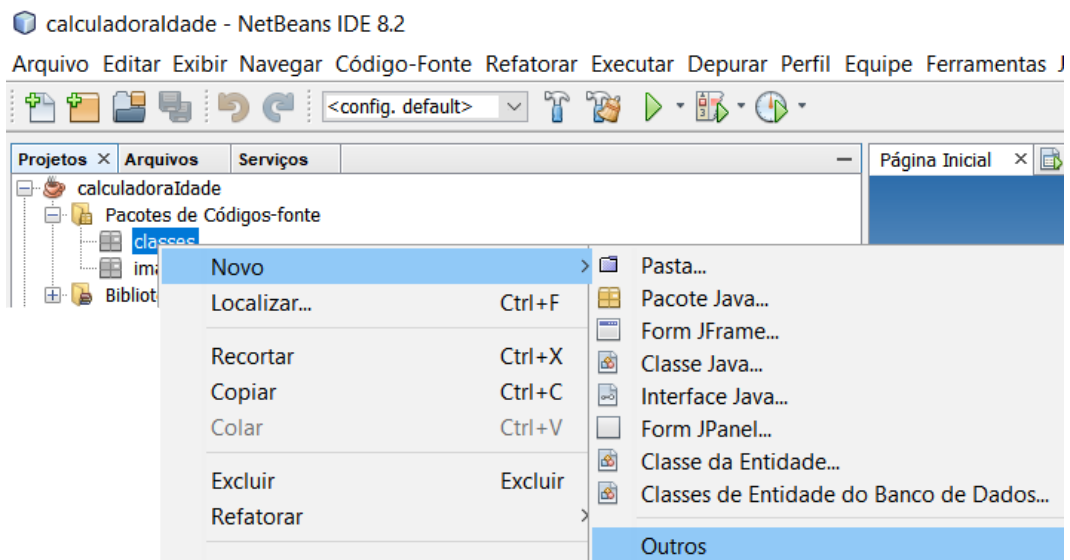 calculadoraIdade - NetBeans IDE 8.2
Arquivo Editar Exibir Navegar Código-Fonte Refatorar Executar Depurar Perfil Equipe Ferramentas
<config. default>
Projetos Arquivos Serviços Página Inicial
calculadoraIdade
Pacotes de Códigos-fonte
classes
Novo
Localizar... Ctrl+F
Recortar Ctrl+X
Copiar Ctrl+C
Colar Ctrl+V
Excluir Excluir
Refatorar
Pasta...
Pacote Java...
Form JFrame...
Classe Java...
Interface Java...
Form JPanel...
Classe da Entidade...
Classes de Entidade do Banco de Dados...
Outros